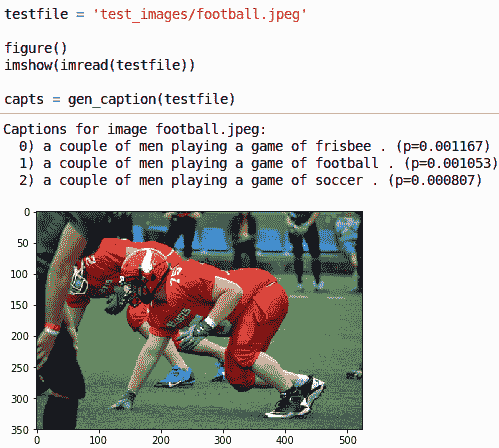 testfile = 'test_images/football.jpeg'
figure()
imshow(imread(testfile))
capts = gen_caption(testfile)
Captions for image football.jpeg:
0) a couple of men playing a game of frisbee . (p=0.001167)
1) a couple of men playing a game of football . (p=0.001053)
2) a couple of men playing a game of soccer . (p=0.000807)
0
50
100
150
200
250
300
350
0 100 200 300 400 500